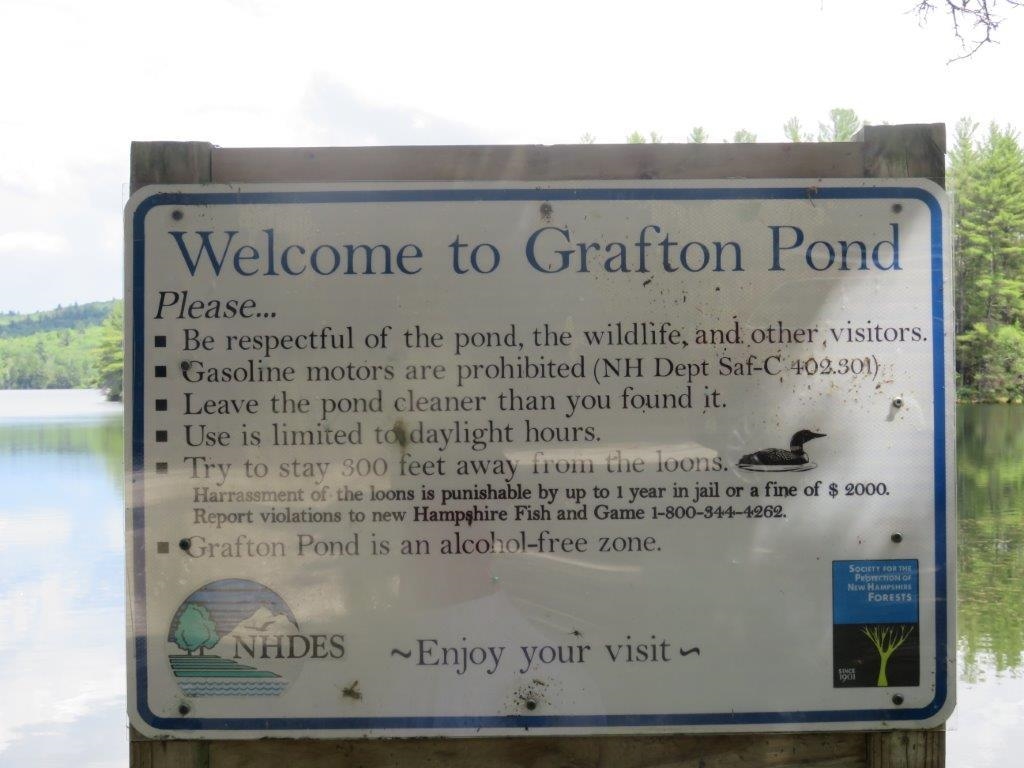 Welcome to Grafton Pond
Please...
▪ Be respectful of the pond, the wildlife, and other visitors.
▪ Gasoline motors are prohibited (NH Dept Saf-C 402.301)
▪ Leave the pond cleaner than you found it.
▪ Use is limited to daylight hours.
▪ Try to stay 300 feet away from the loons.
Harrassment of the loons is punishable by up to 1 year in jail or a fine of $ 2000.
Report violations to new Hampshire Fish and Game 1-800-344-4262.
▪ Grafton Pond is an alcohol-free zone.
NHDES
~Enjoy your visit~
SOCIETY FOR THE
PROTECTION OF
NEW HAMPSHIRE
FORESTS
SINCE
1901